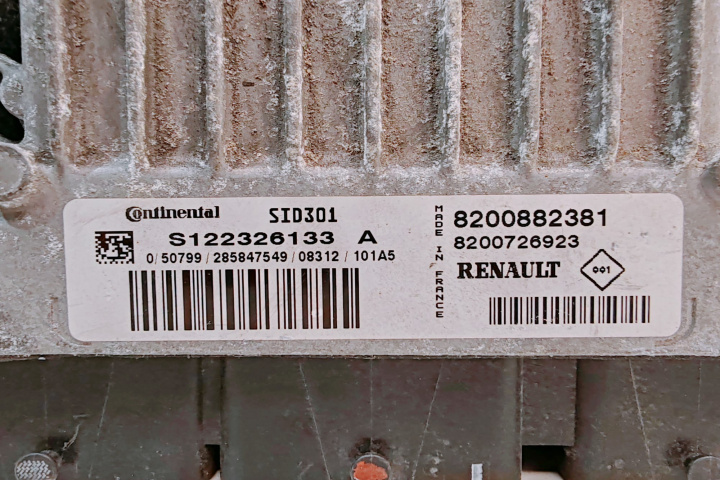 Continental SID301
S122326133 A
0/50799/285847549/08312/101A5
MADE IN FRANCE
8200882381
8200726923
RENAULT 001